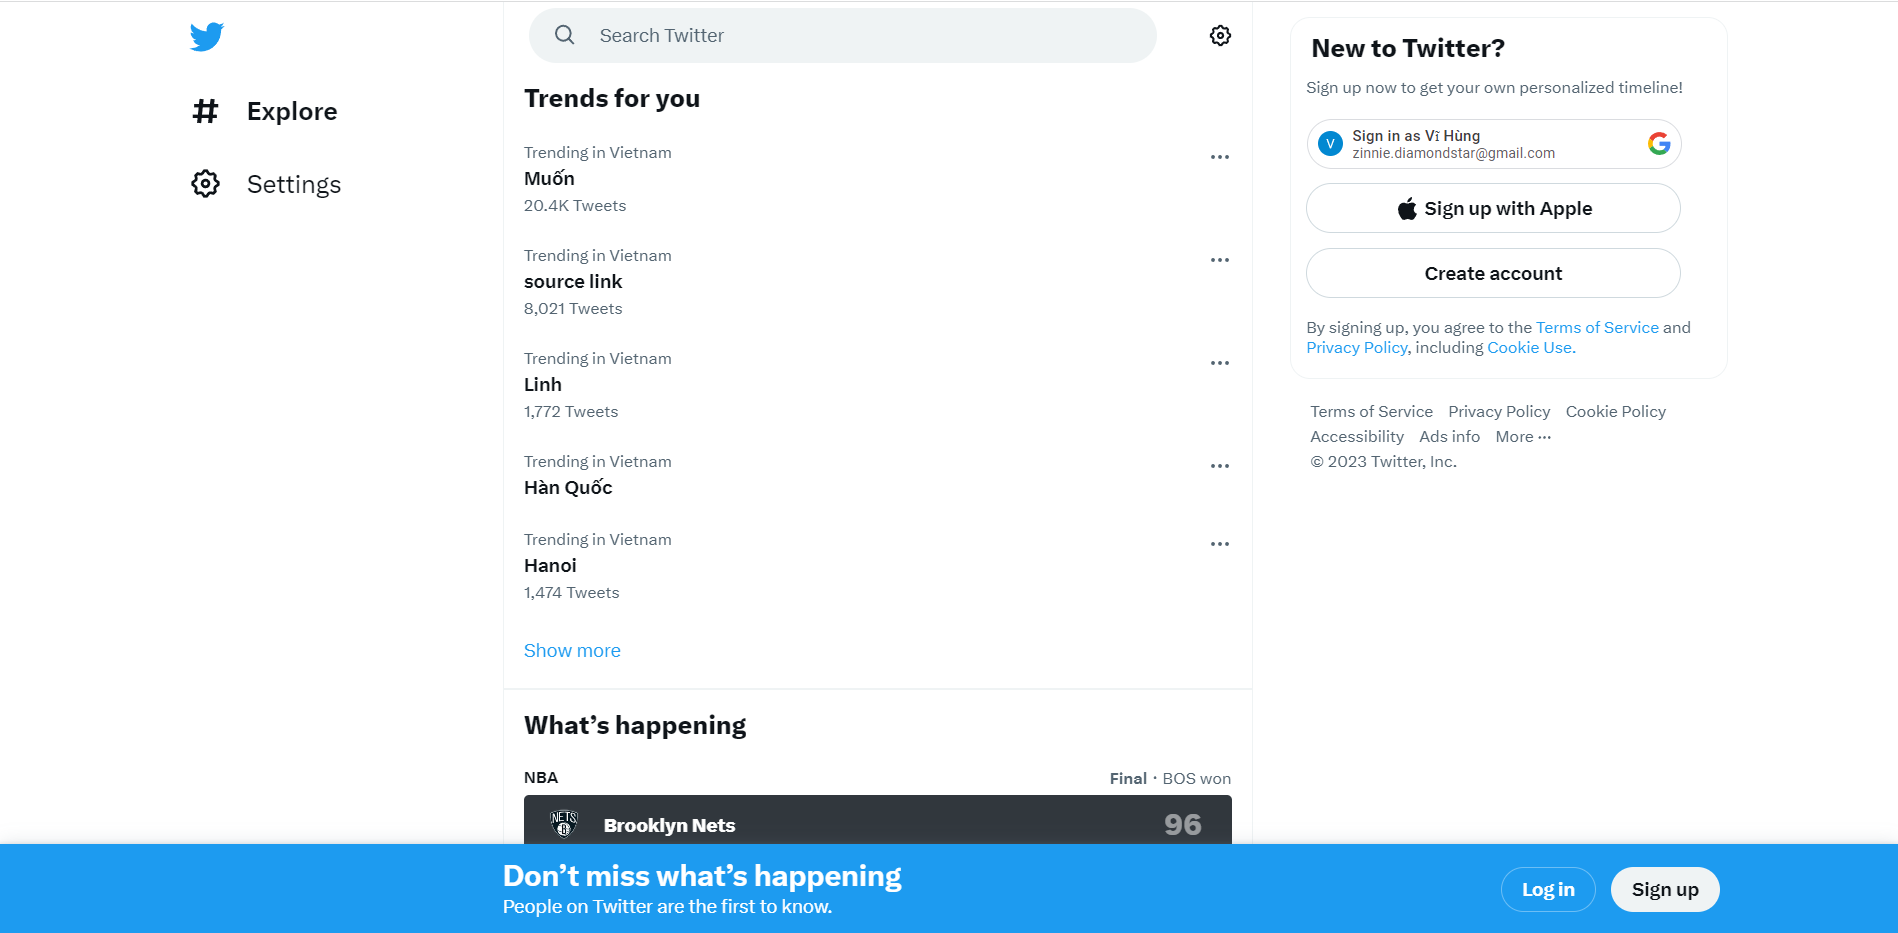 Search Twitter
Explore
Settings
Trends for you
Trending in Vietnam
Muốn
20.4K Tweets
Trending in Vietnam
source link
8,021 Tweets
Trending in Vietnam
Linh
1,772 Tweets
Trending in Vietnam
Hàn Quốc
Trending in Vietnam
Hanoi
1,474 Tweets
Show more
What’s happening
NBA
Final · BOS won
NETS
B
Brooklyn Nets
96
New to Twitter?
Sign up now to get your own personalized timeline!
V
Sign in as Vĩ Hùng
zinnie.diamondstar@gmail.com
G
Sign up with Apple
Create account
By signing up, you agree to the Terms of Service and
Privacy Policy, including Cookie Use.
Terms of Service Privacy Policy Cookie Policy
Accessibility Ads info More ···
© 2023 Twitter, Inc.
Don’t miss what’s happening
People on Twitter are the first to know.
Log in
Sign up